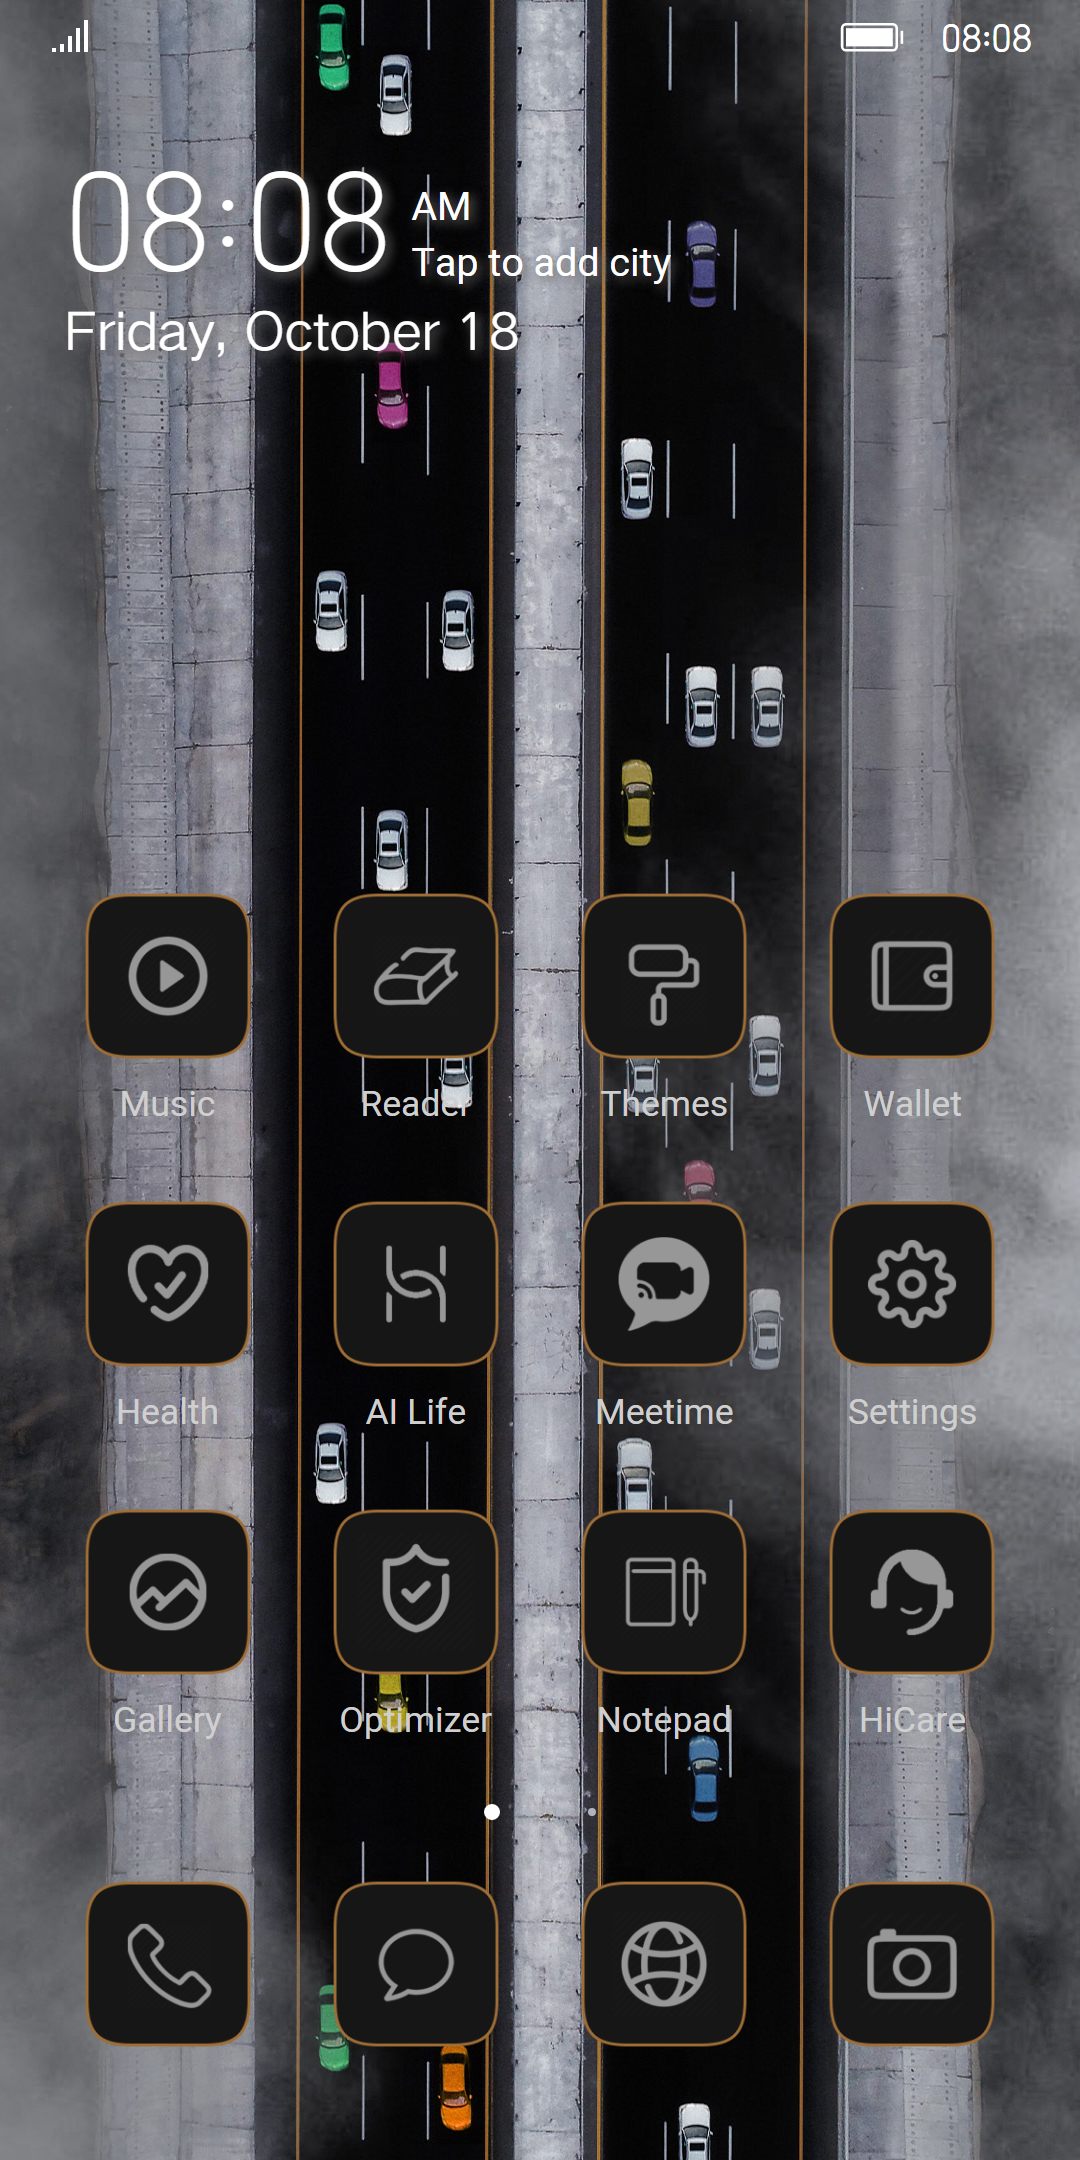 08:08
08:08 AM
Tap to add city
Friday, October 18
Music Reader Themes Wallet
Health AI Life Meetime Settings
Gallery Optimizer Notepad HiCare